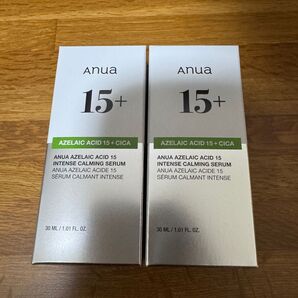 Anua
15+
AZELAIC ACID 15 + CICA
ANUA AZELAIC ACID 15
INTENSE CALMING SERUM
ANUA AZELAIC ACIDE 15
SÉRUM CALMANT INTENSE
30 ML / 1.01 FL. OZ.
Anua
15+
AZELAIC ACID 15 + CICA
ANUA AZELAIC ACID 15
INTENSE CALMING SERUM
ANUA AZELAIC ACIDE 15
SÉRUM CALMANT INTENSE
30 ML / 1.01 FL. OZ.